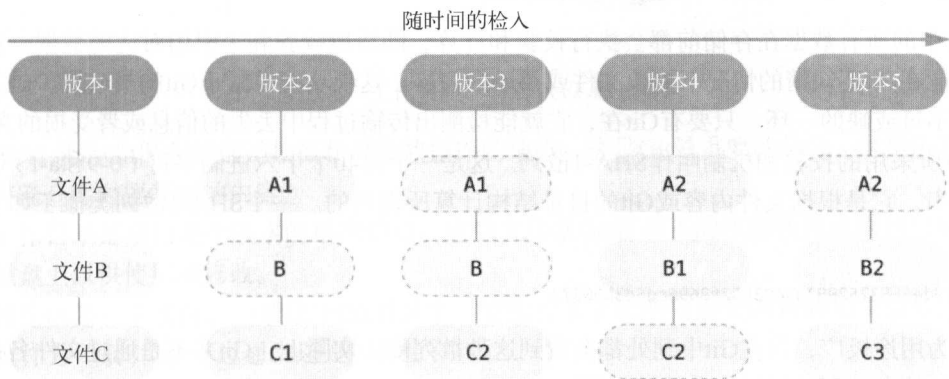 随时间的检入
版本1 版本2 版本3 版本4 版本5
文件A A1 A1 A2 A2
文件B B B B1 B2
文件C C1 C2 C2 C3